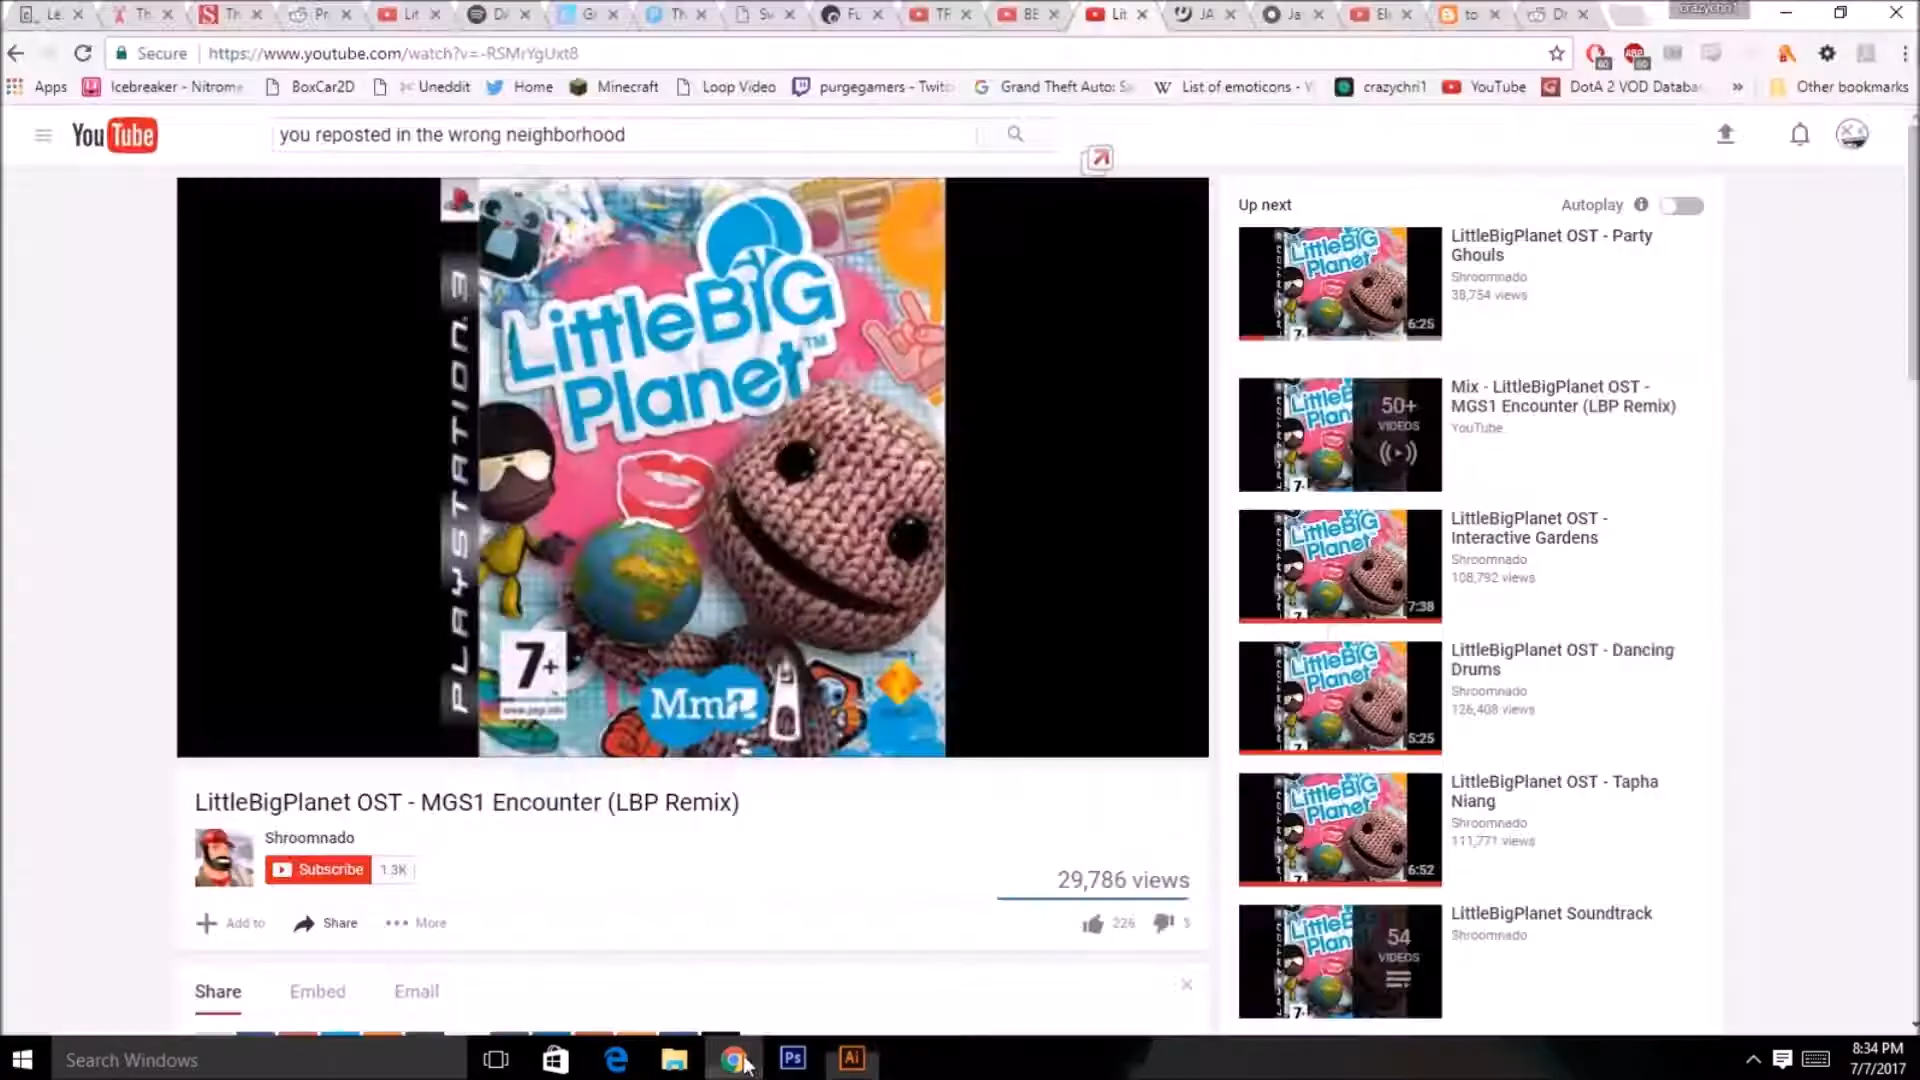 Secure https://www.youtube.com/watch?v=-RSMrYgUxt8
Apps Icebreaker - Nitrome BoxCar2D Uneddit Home Minecraft Loop Video purgegamers - Twitc Grand Theft Auto: Sa List of emoticons - crazychri1 YouTube DotA 2 VOD Databa » Other bookmarks
YouTube
you reposted in the wrong neighborhood
PLAYSTATION 3
LittleBIG
Planet™
7+
Mm
LittleBigPlanet OST - MGS1 Encounter (LBP Remix)
Shroomnado
Subscribe 1.3K
29,786 views
Add to Share More
226 5
Share Embed Email
Up next Autoplay
LittleBigPlanet OST - Party
Ghouls
Shroomnado
38,754 views
6:25
Mix - LittleBigPlanet OST -
MGS1 Encounter (LBP Remix)
YouTube
50+
VIDEOS
LittleBigPlanet OST -
Interactive Gardens
Shroomnado
108,792 views
7:38
LittleBigPlanet OST - Dancing
Drums
Shroomnado
126,408 views
5:25
LittleBigPlanet OST - Tapha
Niang
Shroomnado
111,771 views
6:52
LittleBigPlanet Soundtrack
Shroomnado
54
VIDEOS
Search Windows
Ps
Ai
8:34 PM
7/7/2017